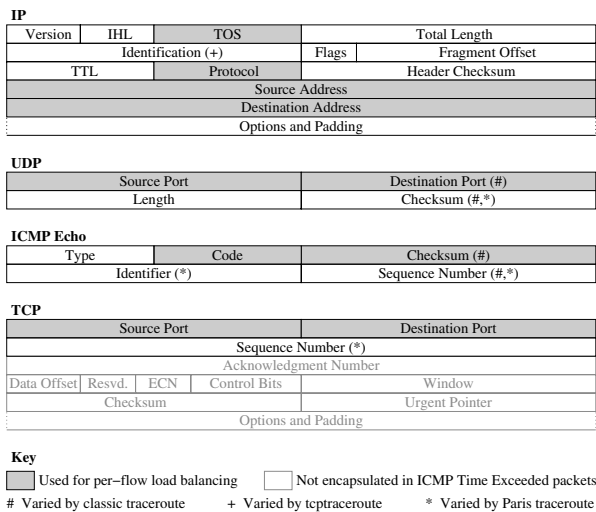 IP
Version IHL TOS Total Length
Identification (+) Flags Fragment Offset
TTL Protocol Header Checksum
Source Address
Destination Address
Options and Padding
UDP
Source Port Destination Port (#)
Length Checksum (#,*)
ICMP Echo
Type Code Checksum (#)
Identifier (*) Sequence Number (#,*)
TCP
Source Port Destination Port
Sequence Number (*)
Acknowledgment Number
Data Offset Resvd. ECN Control Bits Window
Checksum Urgent Pointer
Options and Padding
Key
Used for per−flow load balancing Not encapsulated in ICMP Time Exceeded packets
# Varied by classic traceroute + Varied by tcptraceroute * Varied by Paris traceroute